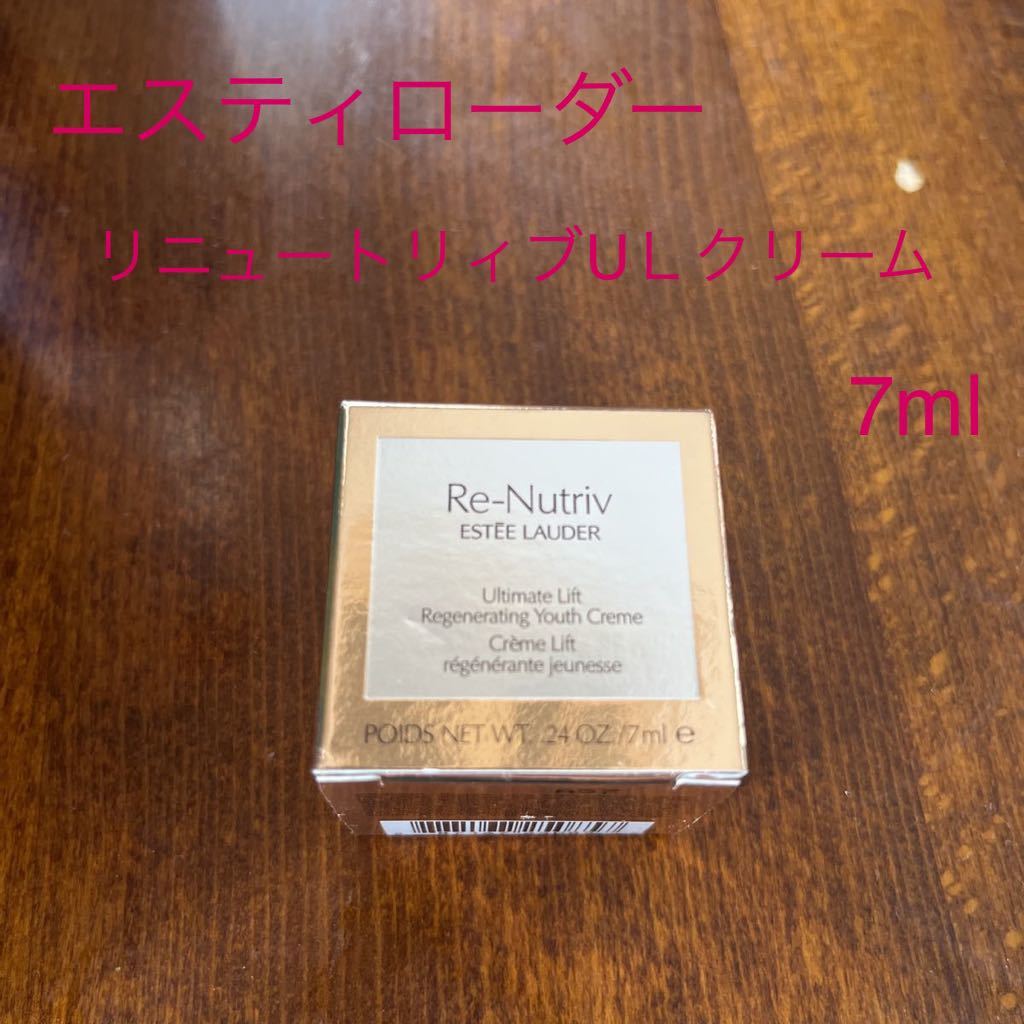 エスティローダー
リニュートリィブUＬクリーム
7ml
Re-Nutriv
ESTĒE LAUDER
Ultimate Lift
Regenerating Youth Creme
Crème Lift
régénérante jeunesse
POIDS NET WT. .24 OZ./7ml ℮